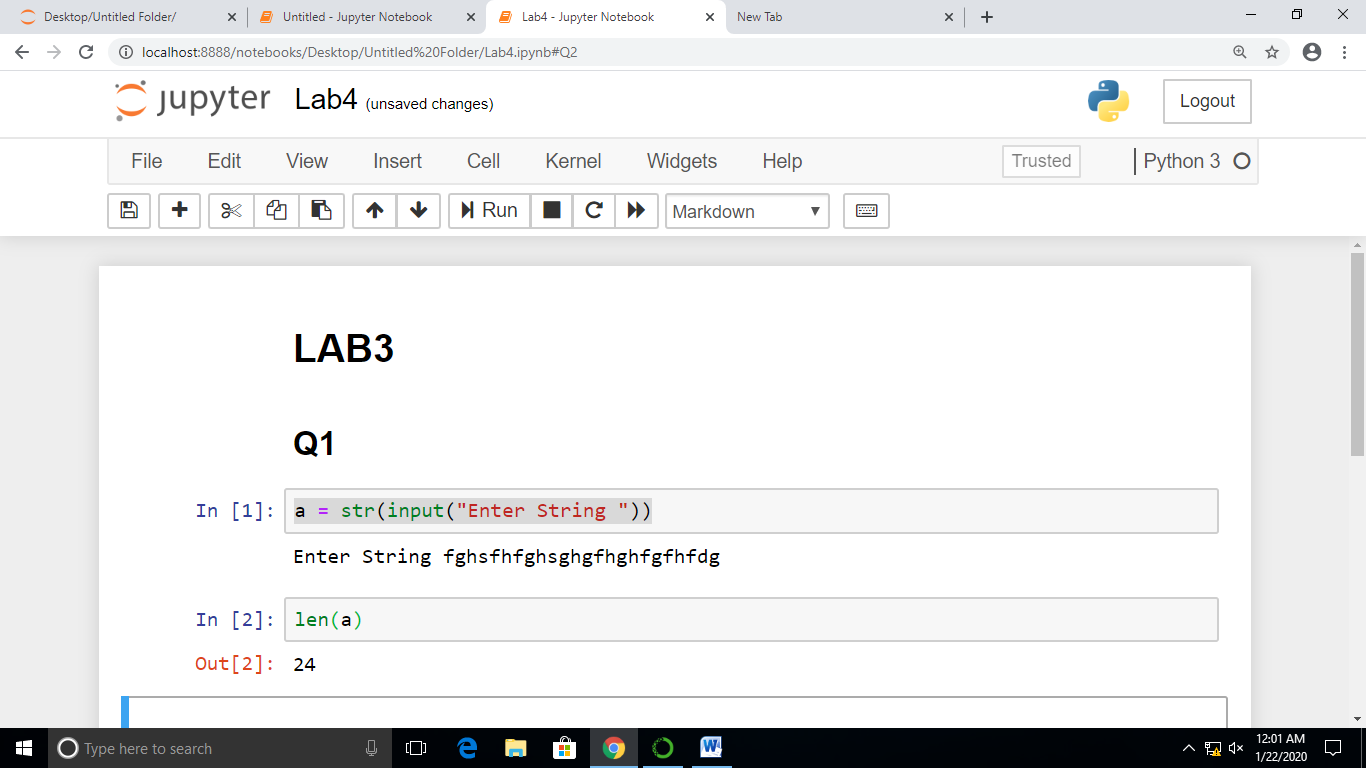 Desktop/Untitled Folder/
Untitled - Jupyter Notebook
Lab4 - Jupyter Notebook
New Tab
localhost:8888/notebooks/Desktop/Untitled%20Folder/Lab4.ipynb#Q2
jupyter Lab4 (unsaved changes)
Logout
File Edit View Insert Cell Kernel Widgets Help Trusted Python 3
Run Markdown
LAB3
Q1
In [1]: a = str(input("Enter String "))
Enter String fghsfhfghsghgfhghfgfhfdg
In [2]: len(a)
Out[2]: 24
Type here to search
12:01 AM
1/22/2020